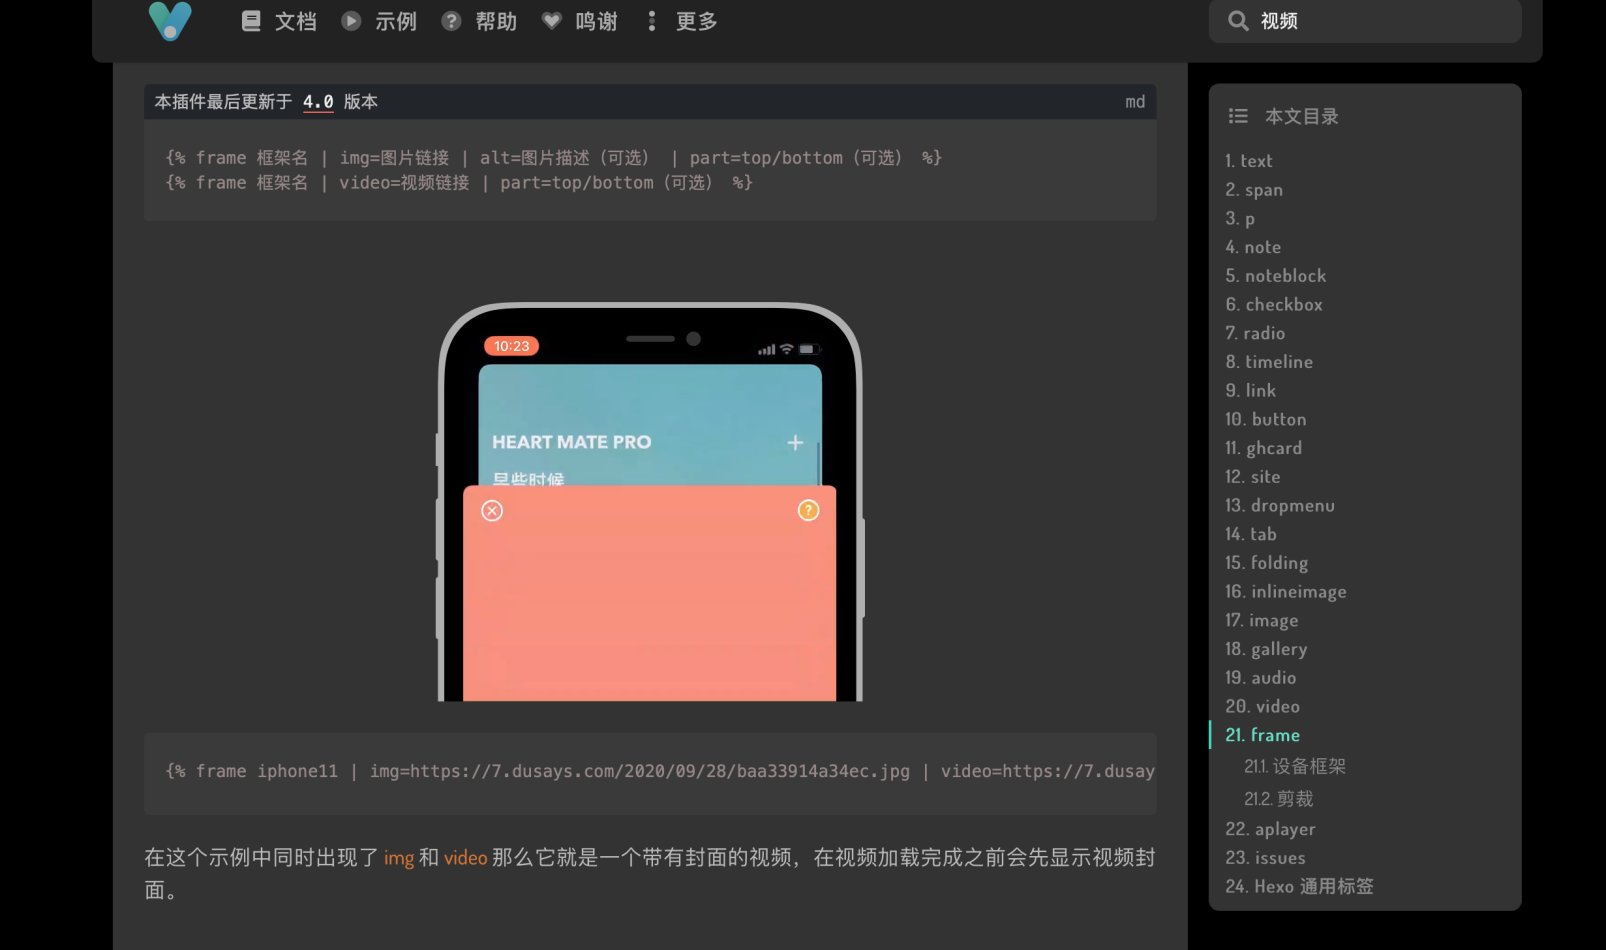 文档 示例 帮助 鸣谢 更多
视频
本插件最后更新于 4.0 版本
md
{% frame 框架名 | img=图片链接 | alt=图片描述（可选） | part=top/bottom（可选） %}
{% frame 框架名 | video=视频链接 | part=top/bottom（可选） %}
10:23
HEART MATE PRO
早些时候
{% frame iphone11 | img=https://7.dusays.com/2020/09/28/baa33914a34ec.jpg | video=https://7.dusay
在这个示例中同时出现了 img 和 video 那么它就是一个带有封面的视频，在视频加载完成之前会先显示视频封
面。
本文目录
1. text
2. span
3. p
4. note
5. noteblock
6. checkbox
7. radio
8. timeline
9. link
10. button
11. ghcard
12. site
13. dropmenu
14. tab
15. folding
16. inlineimage
17. image
18. gallery
19. audio
20. video
21. frame
21.1. 设备框架
21.2. 剪裁
22. aplayer
23. issues
24. Hexo 通用标签